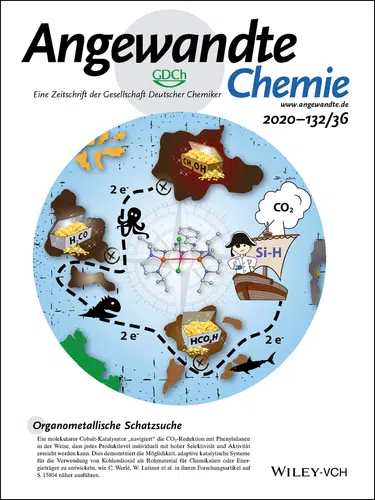 Angewandte
GDCh
Chemie
Eine Zeitschrift der Gesellschaft Deutscher Chemiker
www.angewandte.de
2020–132/36
CH₃OH
2 e⁻
CO₂
H₂CO
Si-H
2 e⁻
HCO₂H
2 e⁻
Organometallische Schatzsuche
Ein molekularer Cobalt-Katalysator „navigiert“ die CO₂-Reduktion mit Phenylsilanen
in der Weise, dass jedes Produktlevel individuell mit hoher Selektivität und Aktivität
erreicht werden kann. Dies demonstriert die Möglichkeit, adaptive katalytische Systeme
für die Verwendung von Kohlendioxid als Rohmaterial für Chemikalien oder Energieträger
zu entwickeln, wie C. Werlé, W. Leitner et al. in ihrem Forschungsartikel auf
S. 15804 näher ausführen.
WILEY-VCH